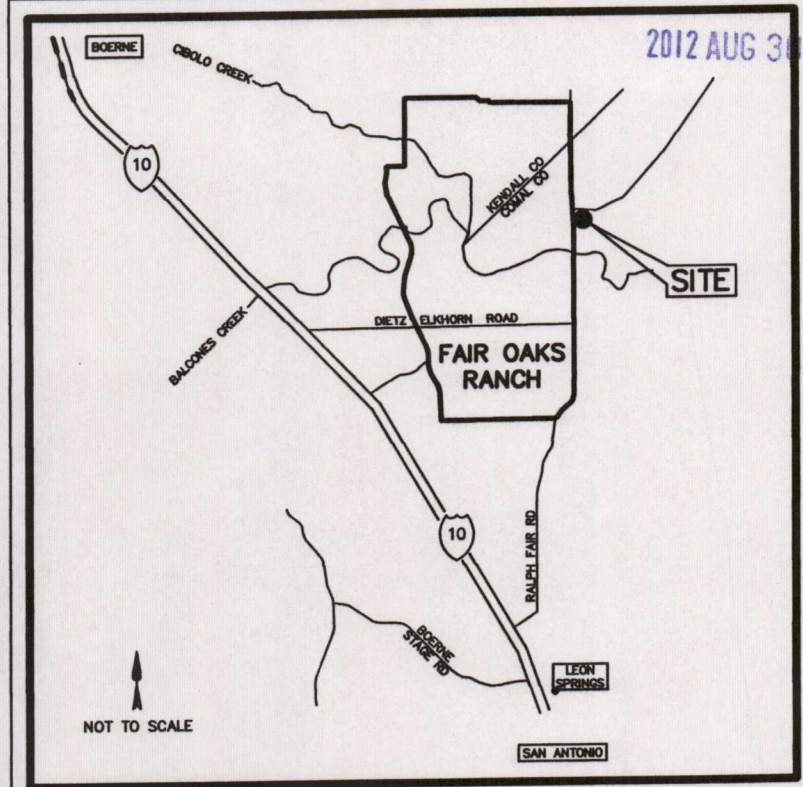 2012 AUG 30
BOERNE
CIBOLO CREEK
10
KENDALL CO
COMAL CO
SITE
BALCONES CREEK
DIETZ ELKHORN ROAD
FAIR OAKS
RANCH
10
RALPH FAIR RD
BOERNE
STAGE RD
LEON
SPRINGS
NOT TO SCALE
SAN ANTONIO